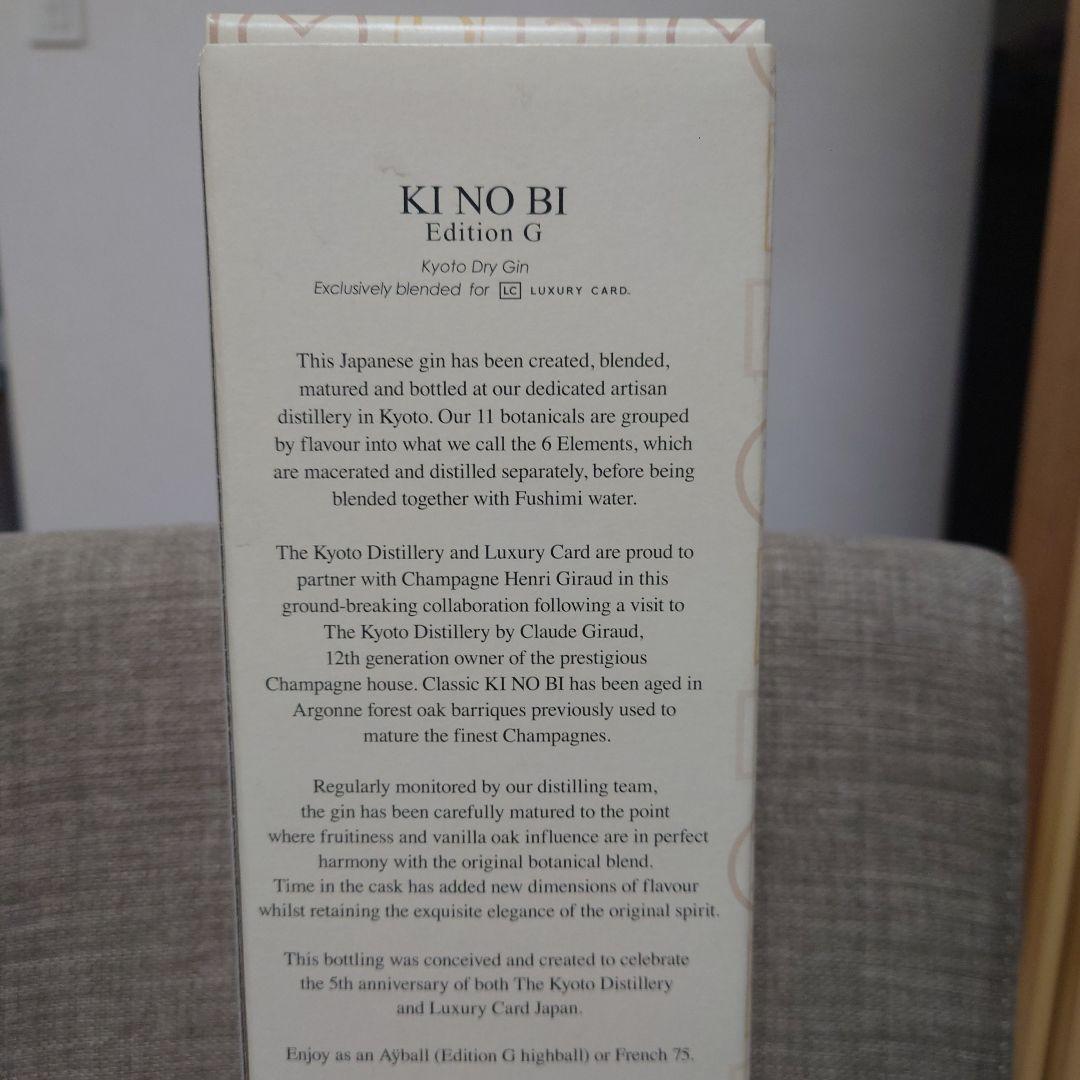 KI NO BI
Edition G
Kyoto Dry Gin
Exclusively blended for LC LUXURY CARD.
This Japanese gin has been created, blended,
matured and bottled at our dedicated artisan
distillery in Kyoto. Our 11 botanicals are grouped
by flavour into what we call the 6 Elements, which
are macerated and distilled separately, before being
blended together with Fushimi water.
The Kyoto Distillery and Luxury Card are proud to
partner with Champagne Henri Giraud in this
ground-breaking collaboration following a visit to
The Kyoto Distillery by Claude Giraud,
12th generation owner of the prestigious
Champagne house. Classic KI NO BI has been aged in
Argonne forest oak barriques previously used to
mature the finest Champagnes.
Regularly monitored by our distilling team,
the gin has been carefully matured to the point
where fruitiness and vanilla oak influence are in perfect
harmony with the original botanical blend.
Time in the cask has added new dimensions of flavour
whilst retaining the exquisite elegance of the original spirit.
This bottling was conceived and created to celebrate
the 5th anniversary of both The Kyoto Distillery
and Luxury Card Japan.
Enjoy as an Aÿball (Edition G highball) or French 75.